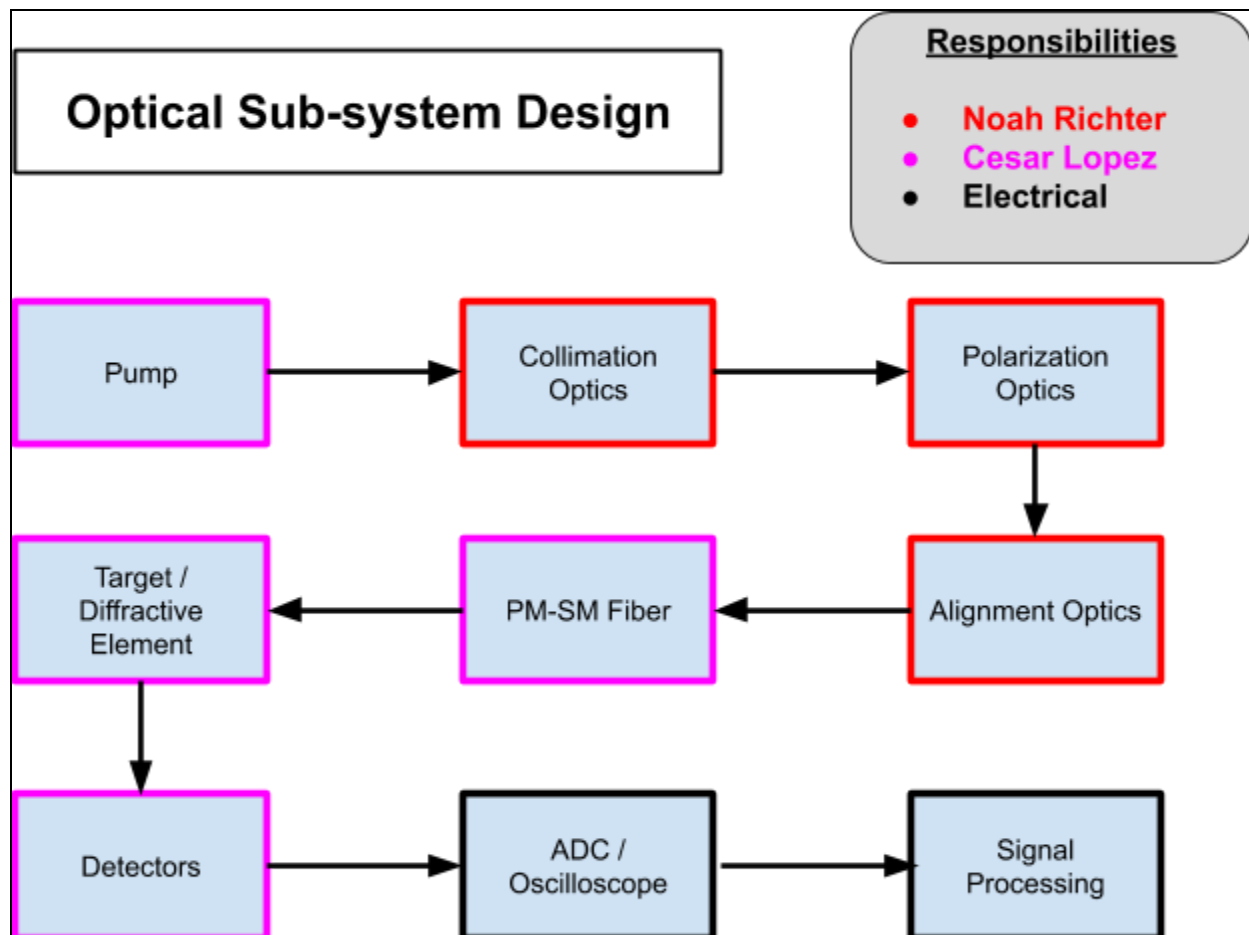 Optical Sub-system Design
Responsibilities
● Noah Richter
● Cesar Lopez
● Electrical
Pump
Collimation
Optics
Polarization
Optics
Target /
Diffractive
Element
PM-SM Fiber
Alignment Optics
Detectors
ADC /
Oscilloscope
Signal
Processing